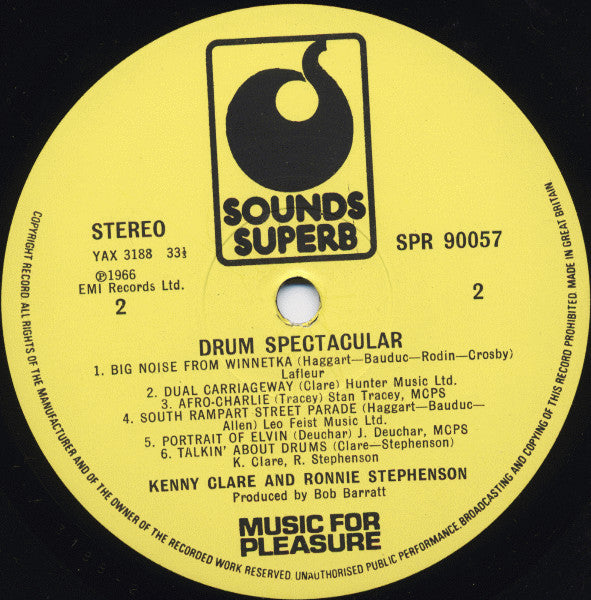 SOUNDS
SUPERB
STEREO
YAX 3188 33⅓
℗1966
EMI Records Ltd.
2
SPR 90057
2
DRUM SPECTACULAR
1. BIG NOISE FROM WINNETKA (Haggart—Bauduc—Rodin—Crosby)
Lafleur
2. DUAL CARRIAGEWAY (Clare) Hunter Music Ltd.
3. AFRO-CHARLIE (Tracey) Stan Tracey, MCPS
4. SOUTH RAMPART STREET PARADE (Haggart—Bauduc—
Allen) Leo Feist Music Ltd.
5. PORTRAIT OF ELVIN (Deuchar) J. Deuchar, MCPS
6. TALKIN' ABOUT DRUMS (Clare—Stephenson)
K. Clare, R. Stephenson
KENNY CLARE AND RONNIE STEPHENSON
Produced by Bob Barratt
MUSIC FOR
PLEASURE
COPYRIGHT RECORD. ALL RIGHTS OF THE MANUFACTURER AND OF THE OWNER OF THE RECORDED WORK RESERVED. UNAUTHORISED PUBLIC PERFORMANCE, BROADCASTING AND COPYING OF THIS RECORD PROHIBITED. MADE IN GREAT BRITAIN.